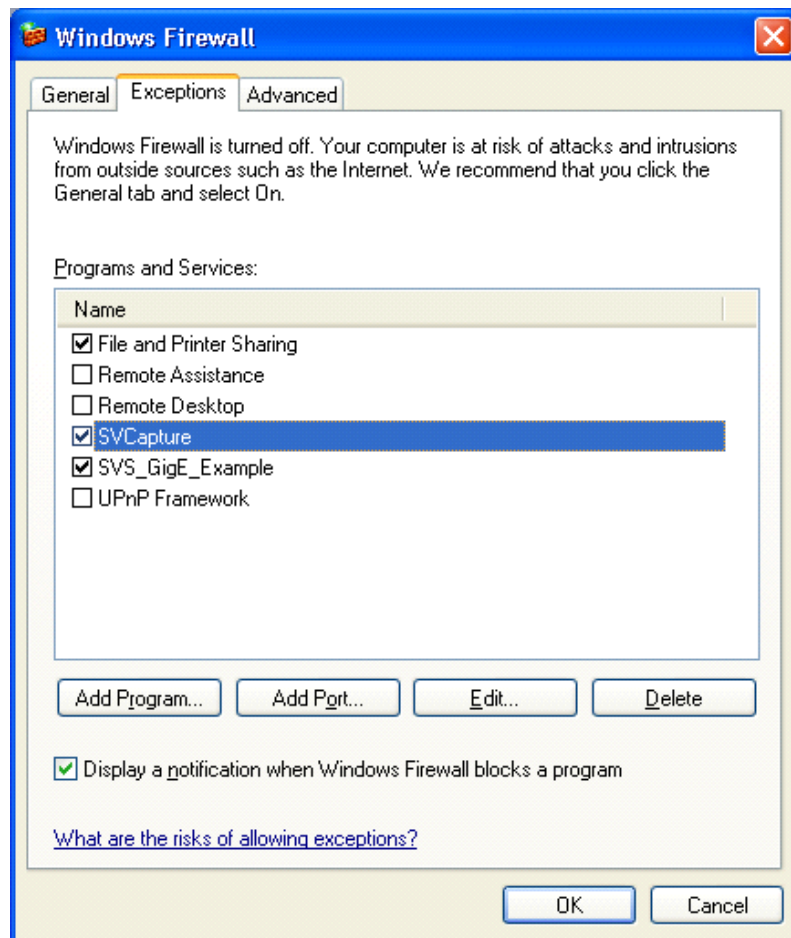 Windows Firewall
General Exceptions Advanced
Windows Firewall is turned off. Your computer is at risk of attacks and intrusions
from outside sources such as the Internet. We recommend that you click the
General tab and select On.
Programs and Services:
Name
File and Printer Sharing
Remote Assistance
Remote Desktop
SVCapture
SVS_GigE_Example
UPnP Framework
Add Program... Add Port... Edit... Delete
Display a notification when Windows Firewall blocks a program
What are the risks of allowing exceptions?
OK Cancel